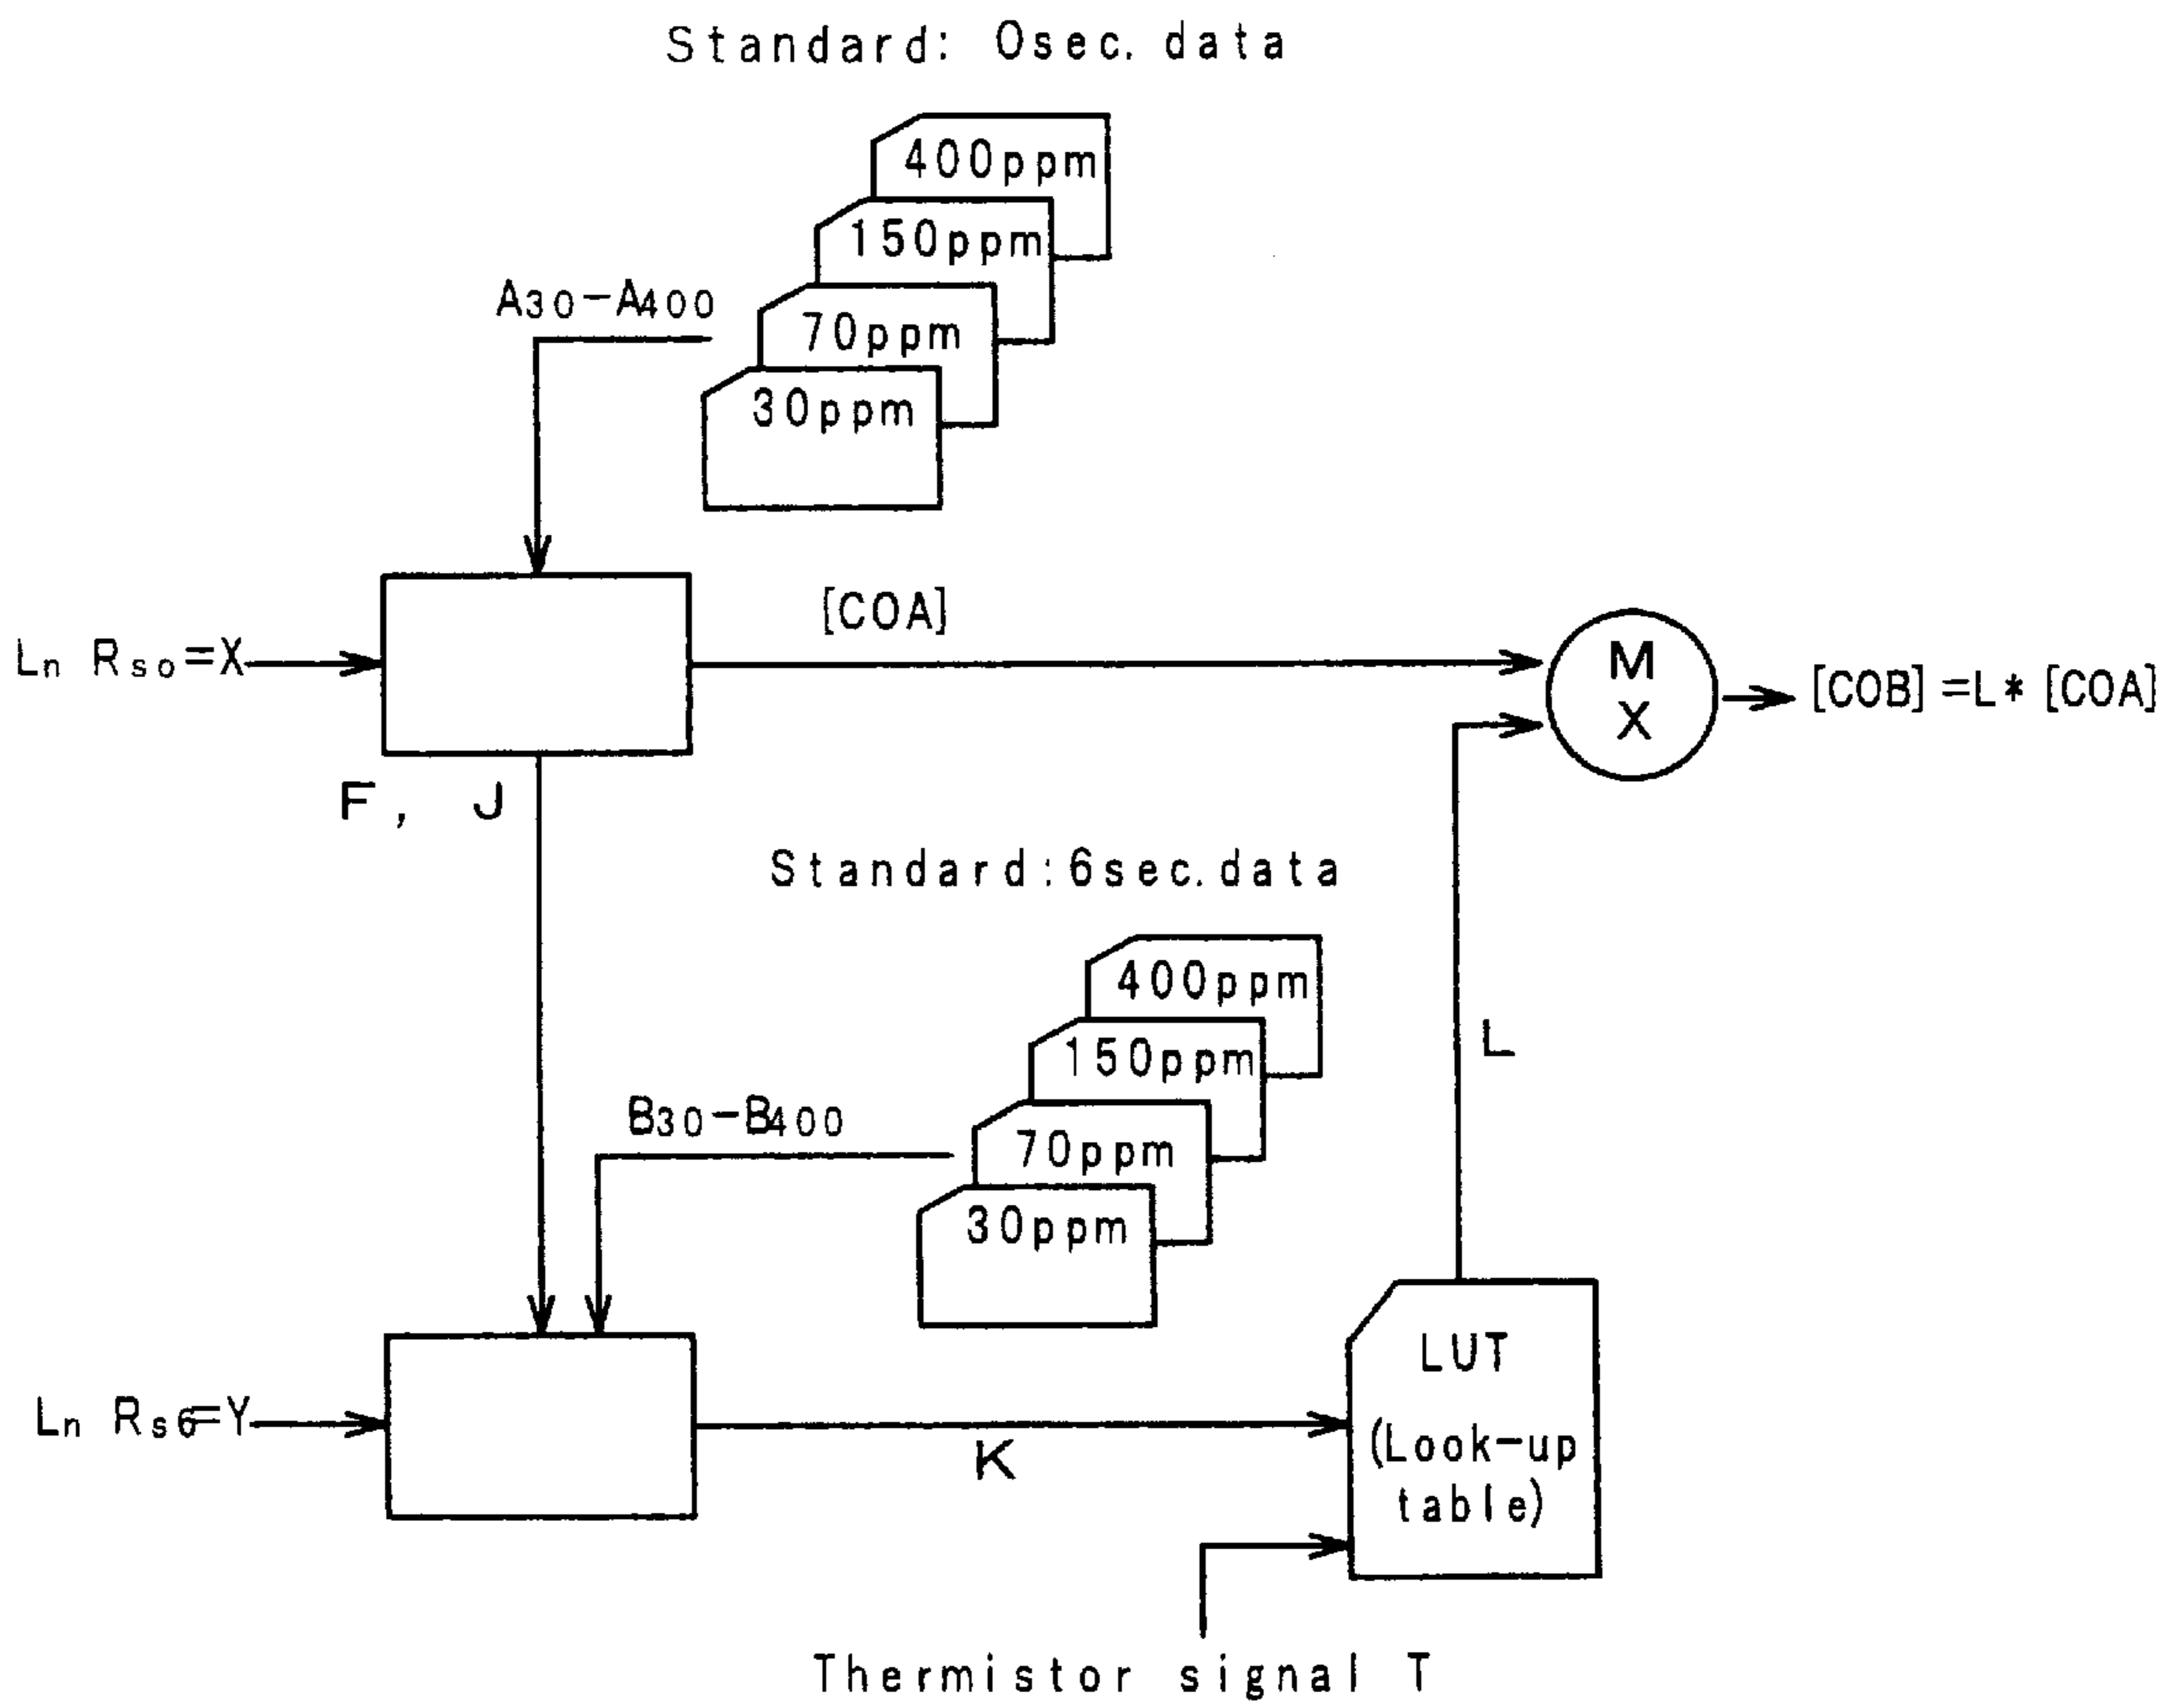 Standard: 0sec. data
400ppm
150ppm
A30-A400
70ppm
30ppm
[COA]
Ln Rso=X
M
X
[COB]=L*[COA]
F, J
Standard:6sec.data
400ppm
150ppm
L
B30-B400
70ppm
30ppm
LUT
(Look-up
table)
Ln Rs6=Y
K
Thermistor signal T